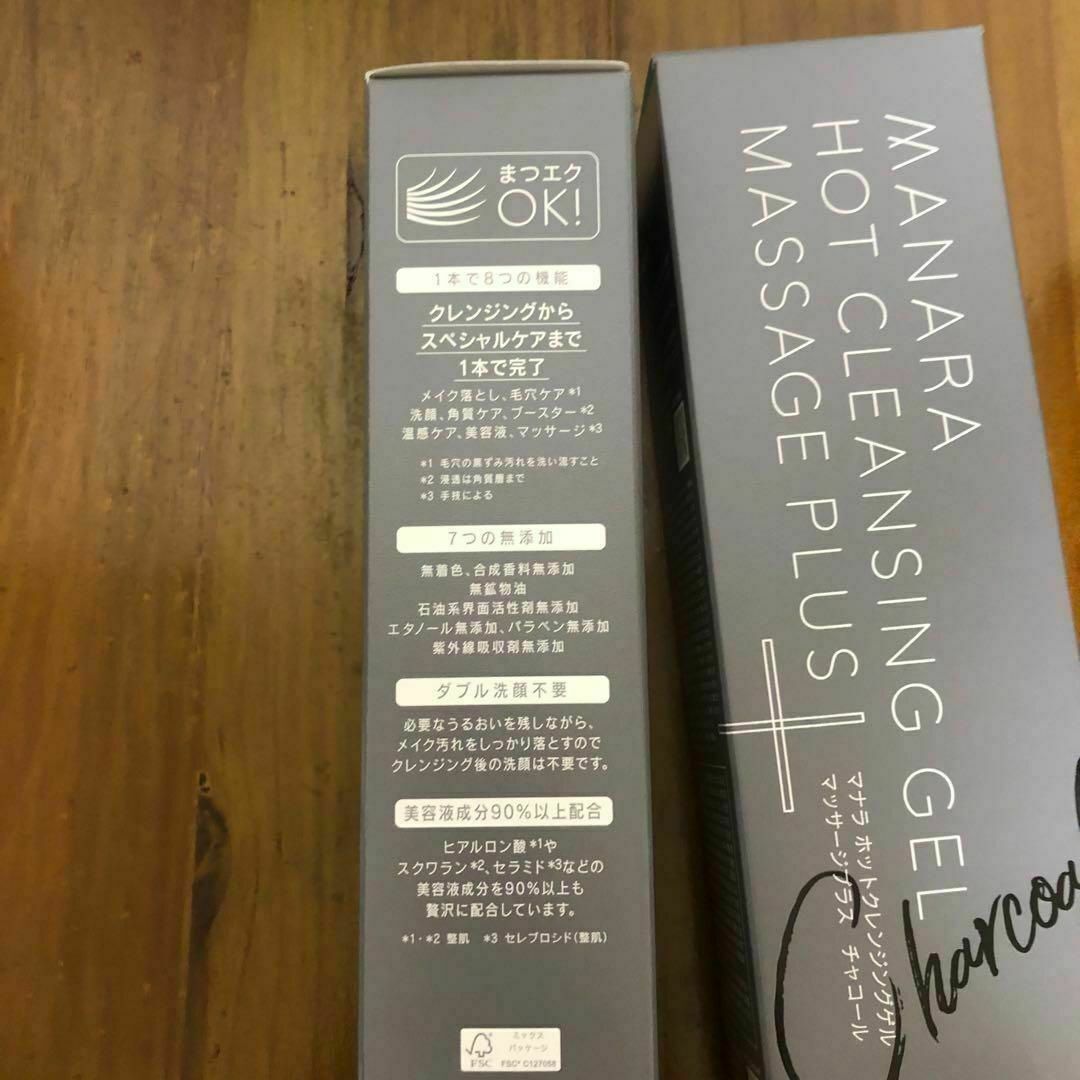 まつエク
OK!
1本で8つの機能
クレンジングから
スペシャルケアまで
1本で完了
メイク落とし、毛穴ケア*1
洗顔、角質ケア、ブースター*2
温感ケア、美容液、マッサージ*3
*1 毛穴の黒ずみ汚れを洗い流すこと
*2 浸透は角質層まで
*3 手技による
7つの無添加
無着色、合成香料無添加
無鉱物油
石油系界面活性剤無添加
エタノール無添加、パラベン無添加
紫外線吸収剤無添加
ダブル洗顔不要
必要なうるおいを残しながら、
メイク汚れをしっかり落とすので
クレンジング後の洗顔は不要です。
美容液成分90%以上配合
ヒアルロン酸*1や
スクワラン*2、セラミド*3などの
美容液成分を90%以上も
贅沢に配合しています。
*1・*2 整肌 *3 セレブロシド(整肌)
ミックス
パッケージ
FSC
FSC® C127058
MANARA
HOT CLEANSING GEL
MASSAGE PLUS
マナラ ホットクレンジングゲル
マッサージプラス チャコール
Charcoa